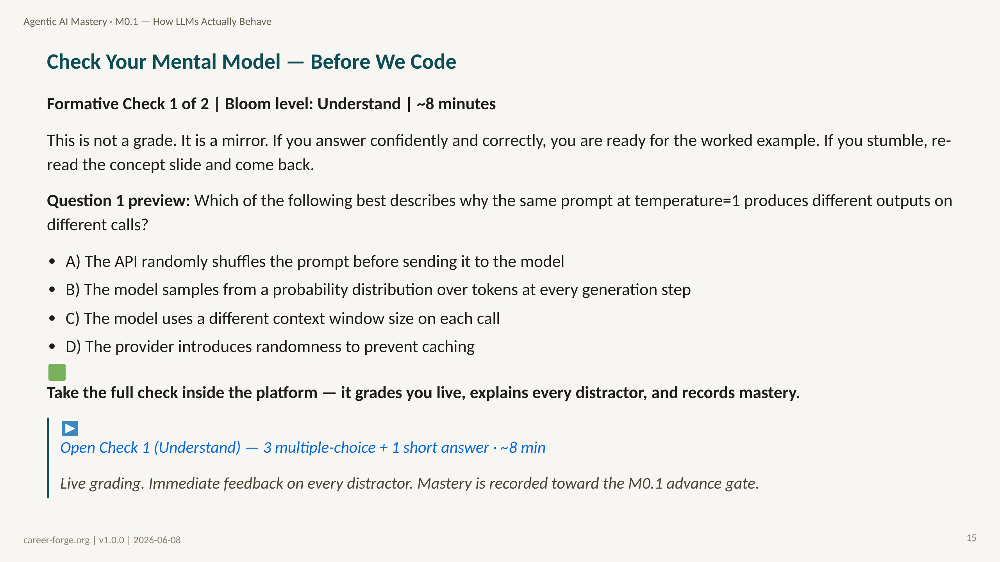 Agentic AI Mastery · M0.1 — How LLMs Actually Behave
Check Your Mental Model — Before We Code
Formative Check 1 of 2 | Bloom level: Understand | ~8 minutes
This is not a grade. It is a mirror. If you answer confidently and correctly, you are ready for the worked example. If you stumble, re-
read the concept slide and come back.
Question 1 preview: Which of the following best describes why the same prompt at temperature=1 produces different outputs on
different calls?
• A) The API randomly shuffles the prompt before sending it to the model
• B) The model samples from a probability distribution over tokens at every generation step
• C) The model uses a different context window size on each call
• D) The provider introduces randomness to prevent caching
Take the full check inside the platform — it grades you live, explains every distractor, and records mastery.
Open Check 1 (Understand) — 3 multiple-choice + 1 short answer · ~8 min
Live grading. Immediate feedback on every distractor. Mastery is recorded toward the M0.1 advance gate.
career-forge.org | v1.0.0 | 2026-06-08
15